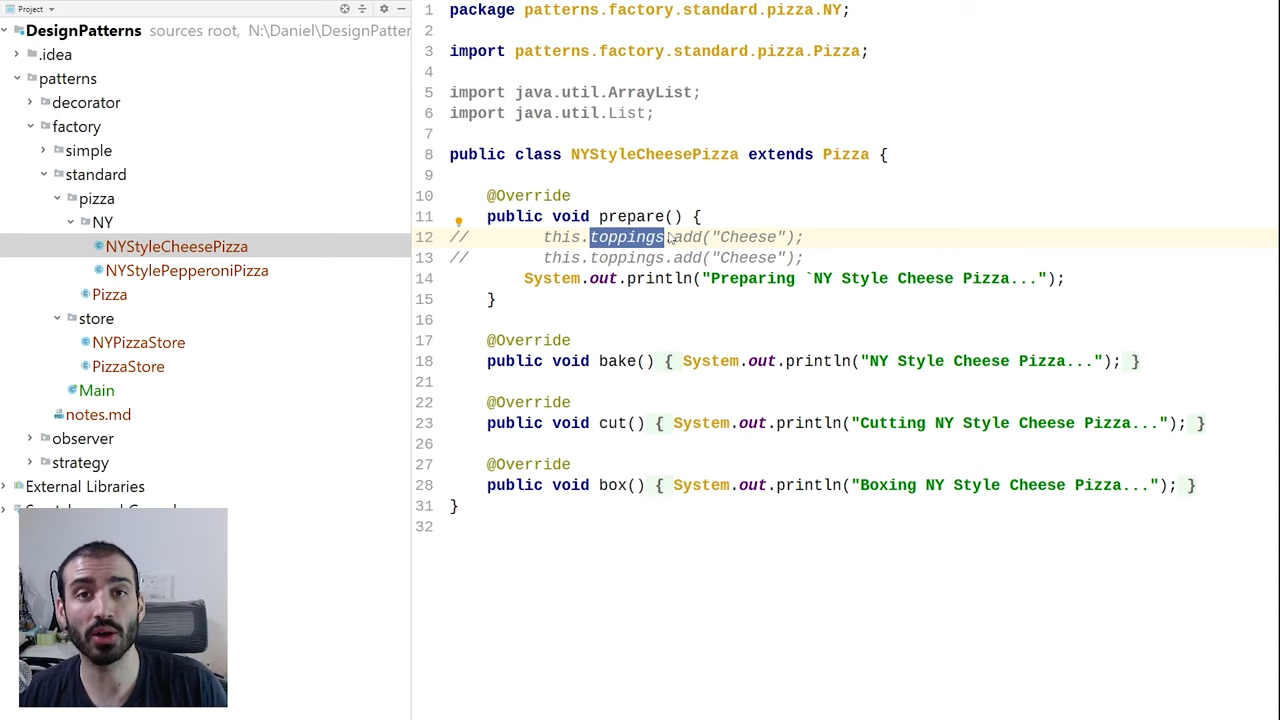 Project
DesignPatterns sources root, N:\Daniel\DesignPatter
.idea
patterns
decorator
factory
simple
standard
pizza
NY
NYStyleCheesePizza
NYStylePepperoniPizza
Pizza
store
NYPizzaStore
PizzaStore
Main
notes.md
observer
strategy
External Libraries
1 package patterns.factory.standard.pizza.NY;
2
3 import patterns.factory.standard.pizza.Pizza;
4
5 import java.util.ArrayList;
6 import java.util.List;
7
8 public class NYStyleCheesePizza extends Pizza {
9
10 @Override
11 public void prepare() {
12 // this.toppings.add("Cheese");
13 // this.toppings.add("Cheese");
14 System.out.println("Preparing `NY Style Cheese Pizza...");
15 }
16
17 @Override
18 public void bake() { System.out.println("NY Style Cheese Pizza..."); }
21
22 @Override
23 public void cut() { System.out.println("Cutting NY Style Cheese Pizza..."); }
26
27 @Override
28 public void box() { System.out.println("Boxing NY Style Cheese Pizza..."); }
31 }
32